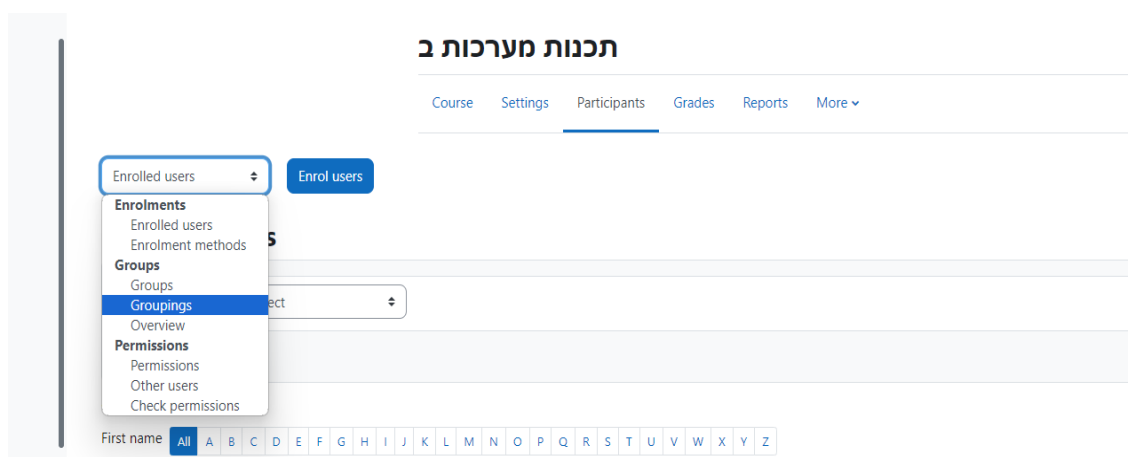 תכנות מערכות ב
Course Settings Participants Grades Reports More
Enrolled users Enrol users
Enrolments
Enrolled users
Enrolment methods
Groups
Groups
Groupings
Overview
Permissions
Permissions
Other users
Check permissions
First name All A B C D E F G H I J K L M N O P Q R S T U V W X Y Z